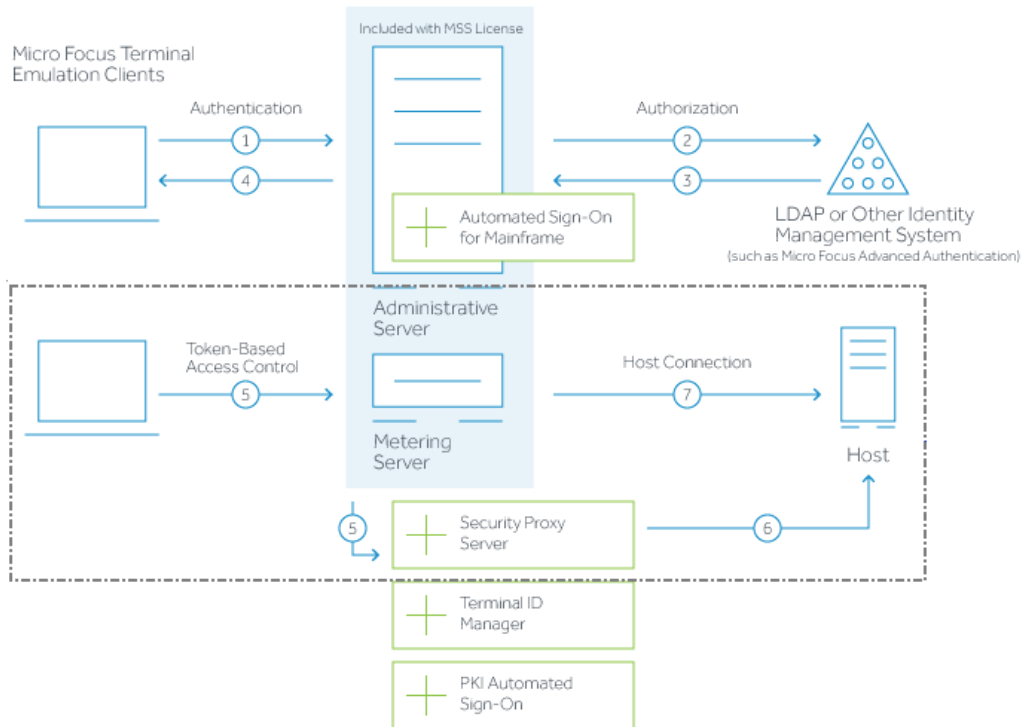 Included with MSS License
Micro Focus Terminal
Emulation Clients
Authentication
Authorization
1
2
4
3
Automated Sign-On
for Mainframe
LDAP or Other Identity
Management System
(such as Micro Focus Advanced Authentication)
Administrative
Server
Token-Based
Access Control
Host Connection
5
7
Metering
Server
Host
5
Security Proxy
Server
6
Terminal ID
Manager
PKI Automated
Sign-On